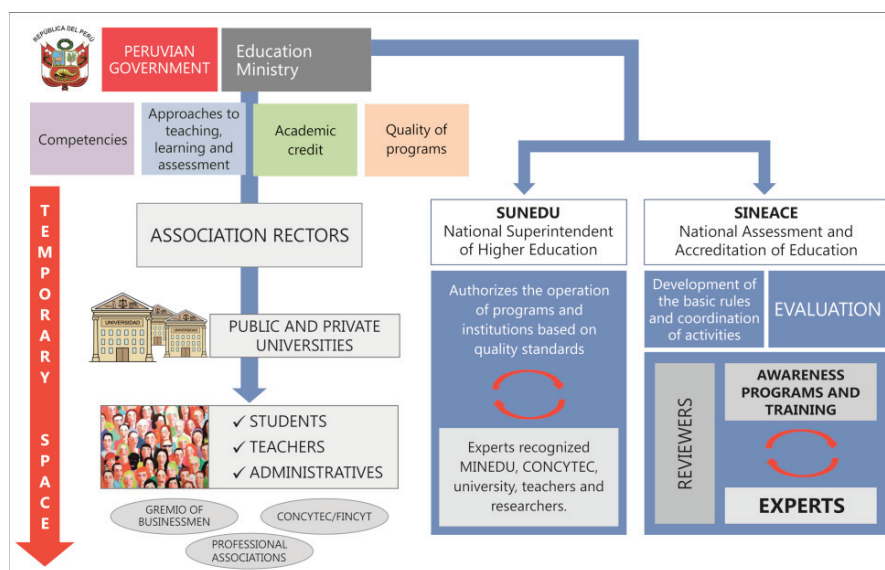 REPÚBLICA DEL PERÚ
PERUVIAN
GOVERNMENT
Education
Ministry
Competencies
Approaches to
teaching,
learning and
assessment
Academic
credit
Quality of
programs
TEMPORARY SPACE
ASSOCIATION RECTORS
UNIVERSIDAD
PUBLIC AND PRIVATE
UNIVERSITIES
✓ STUDENTS
✓ TEACHERS
✓ ADMINISTRATIVES
GREMIO OF
BUSINESSMEN
CONCYTEC/FINCYT
PROFESSIONAL
ASSOCIATIONS
SUNEDU
National Superintendent
of Higher Education
Authorizes the operation
of programs and
institutions based on
quality standards
Experts recognized
MINEDU, CONCYTEC,
university, teachers and
researchers.
SINEACE
National Assessment and
Accreditation of Education
Development of
the basic rules
and coordination
of activities
EVALUATION
REVIEWERS
AWARENESS
PROGRAMS AND
TRAINING
EXPERTS